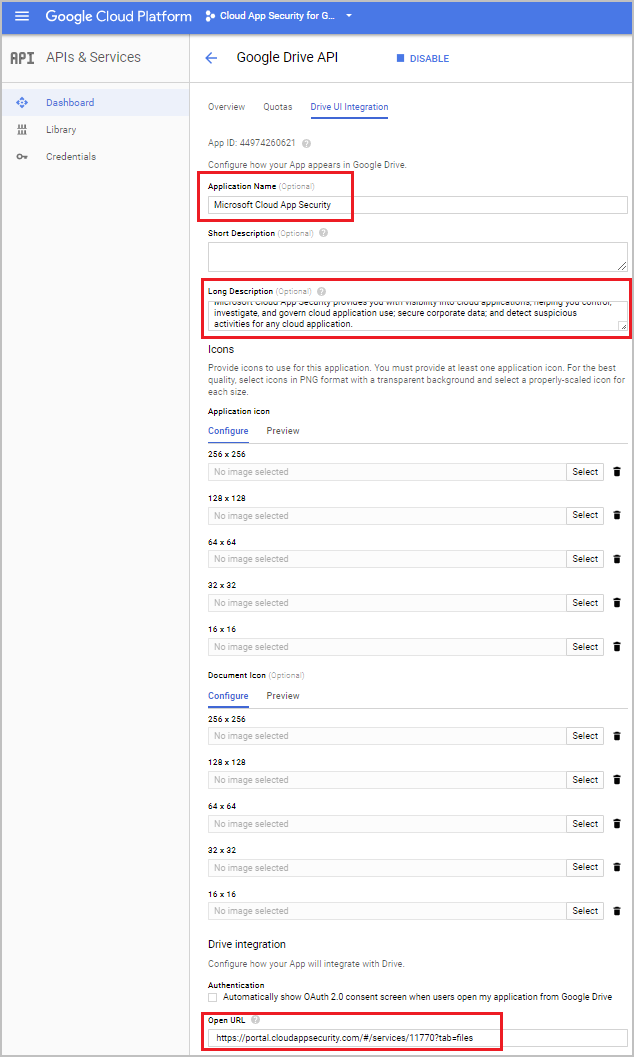 Google Cloud Platform
Cloud App Security for G...
API
APIs & Services
Google Drive API
DISABLE
Dashboard
Library
Credentials
Overview
Quotas
Drive UI Integration
App ID: 44974260621 ?
Configure how your App appears in Google Drive.
Application Name (Optional)
Microsoft Cloud App Security
Short Description (Optional) ?
Long Description (Optional) ?
Microsoft Cloud App Security provides you with visibility into cloud applications; helping you control,
investigate, and govern cloud application use; secure corporate data; and detect suspicious
activities for any cloud application.
Icons
Provide icons to use for this application. You must provide at least one application icon. For the best
quality, select icons in PNG format with a transparent background and select a properly-scaled icon for
each size.
Application icon
Configure
Preview
256 x 256
No image selected
Select
128 x 128
No image selected
Select
64 x 64
No image selected
Select
32 x 32
No image selected
Select
16 x 16
No image selected
Select
Document Icon (Optional)
Configure
Preview
256 x 256
No image selected
Select
128 x 128
No image selected
Select
64 x 64
No image selected
Select
32 x 32
No image selected
Select
16 x 16
No image selected
Select
Drive integration
Configure how your App will integrate with Drive.
Authentication
Automatically show OAuth 2.0 consent screen when users open my application from Google Drive
Open URL ?
https://portal.cloudappsecurity.com/#/services/11770?tab=files